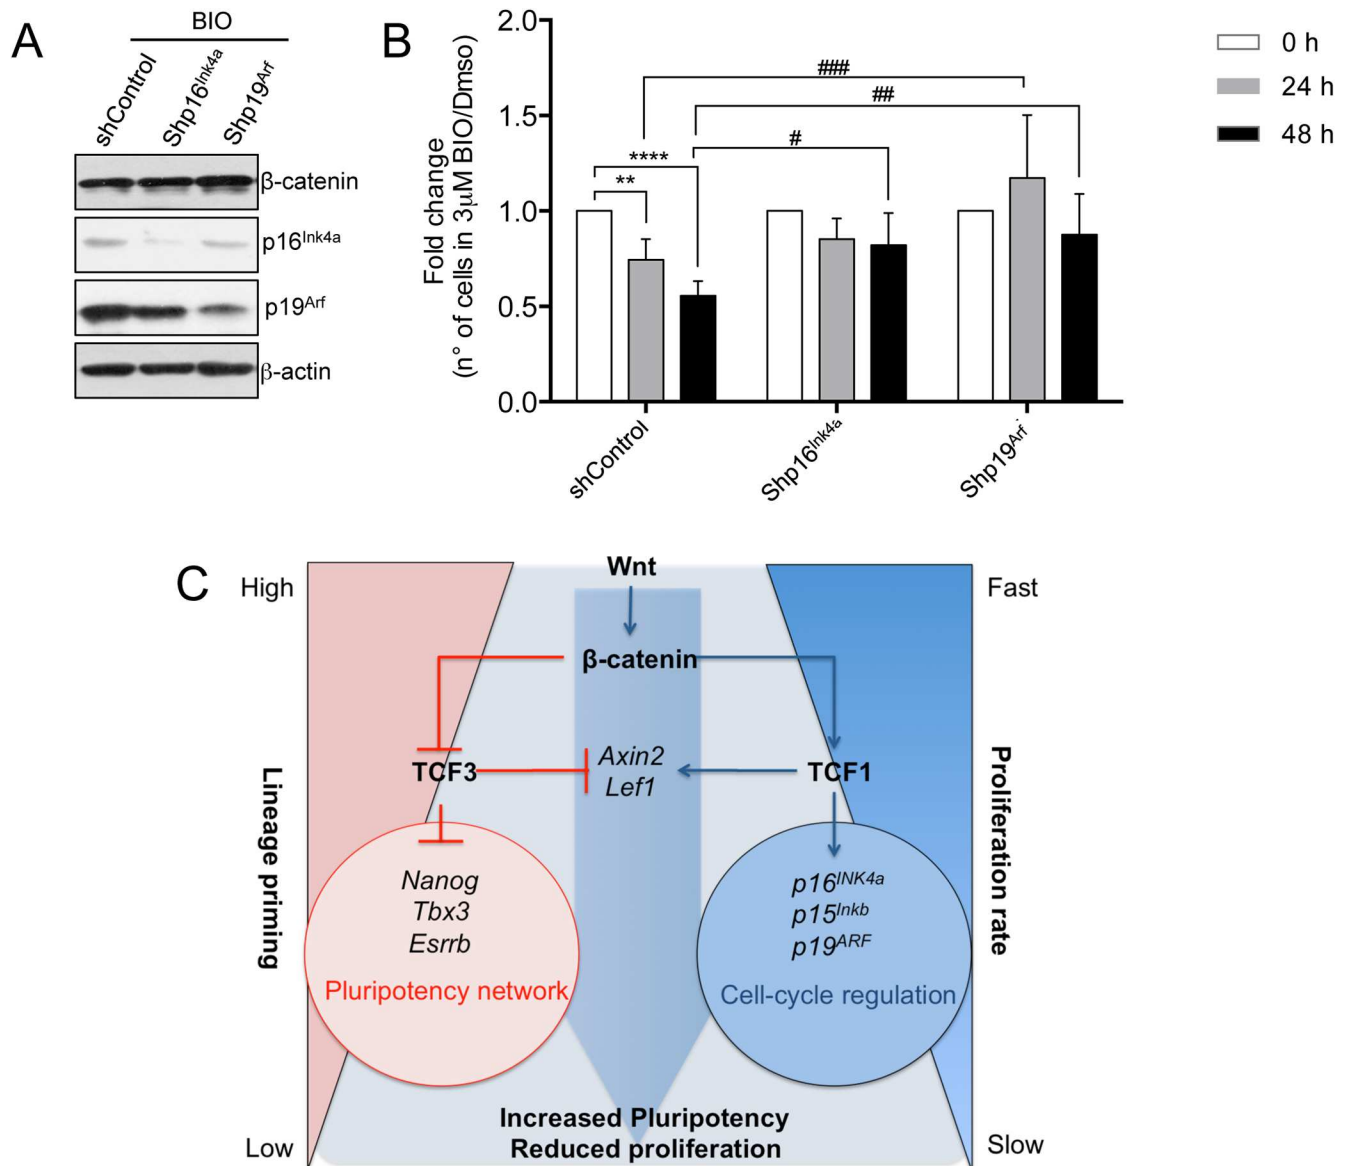 A
BIO
shControl
Shp16Ink4a
Shp19Arf
β-catenin
p16Ink4a
p19Arf
β-actin
B
Fold change
(n° of cells in 3μM BIO/Dmso)
2.0
1.5
1.0
0.5
0.0
###
##
#
****
**
shControl
Shp16Ink4a
Shp19Arf
0 h
24 h
48 h
C
High
Low
Lineage priming
Wnt
β-catenin
TCF3
Axin2
Lef1
TCF1
Nanog
Tbx3
Esrrb
Pluripotency network
p16INK4a
p15Inkb
p19ARF
Cell-cycle regulation
Fast
Slow
Proliferation rate
Increased Pluripotency
Reduced proliferation